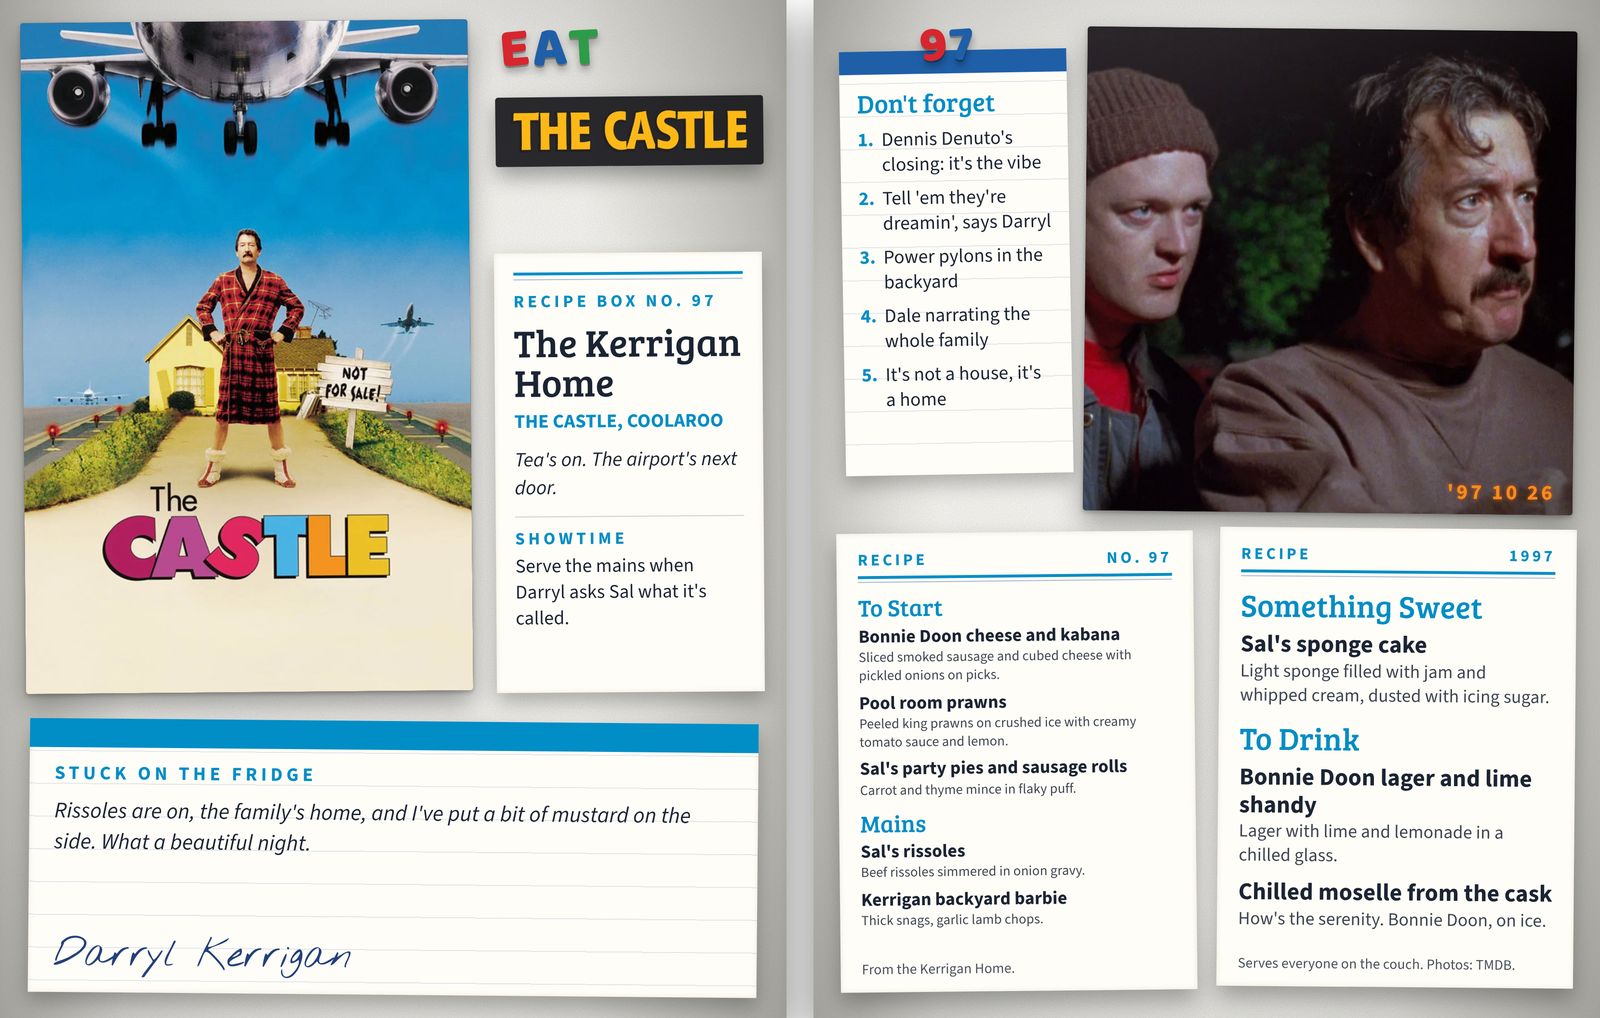 EAT
THE CASTLE
NOT
FOR SALE!
The
CASTLE
RECIPE BOX NO. 97
The Kerrigan
Home
THE CASTLE, COOLAROO
Tea's on. The airport's next
door.
SHOWTIME
Serve the mains when
Darryl asks Sal what it's
called.
STUCK ON THE FRIDGE
Rissoles are on, the family's home, and I've put a bit of mustard on the
side. What a beautiful night.
Darryl Kerrigan
97
Don't forget
1. Dennis Denuto's
closing: it's the vibe
2. Tell 'em they're
dreamin', says Darryl
3. Power pylons in the
backyard
4. Dale narrating the
whole family
5. It's not a house, it's
a home
'97 10 26
RECIPE NO. 97
To Start
Bonnie Doon cheese and kabana
Sliced smoked sausage and cubed cheese with
pickled onions on picks.
Pool room prawns
Peeled king prawns on crushed ice with creamy
tomato sauce and lemon.
Sal's party pies and sausage rolls
Carrot and thyme mince in flaky puff.
Mains
Sal's rissoles
Beef rissoles simmered in onion gravy.
Kerrigan backyard barbie
Thick snags, garlic lamb chops.
From the Kerrigan Home.
RECIPE 1997
Something Sweet
Sal's sponge cake
Light sponge filled with jam and
whipped cream, dusted with icing sugar.
To Drink
Bonnie Doon lager and lime
shandy
Lager with lime and lemonade in a
chilled glass.
Chilled moselle from the cask
How's the serenity. Bonnie Doon, on ice.
Serves everyone on the couch. Photos: TMDB.